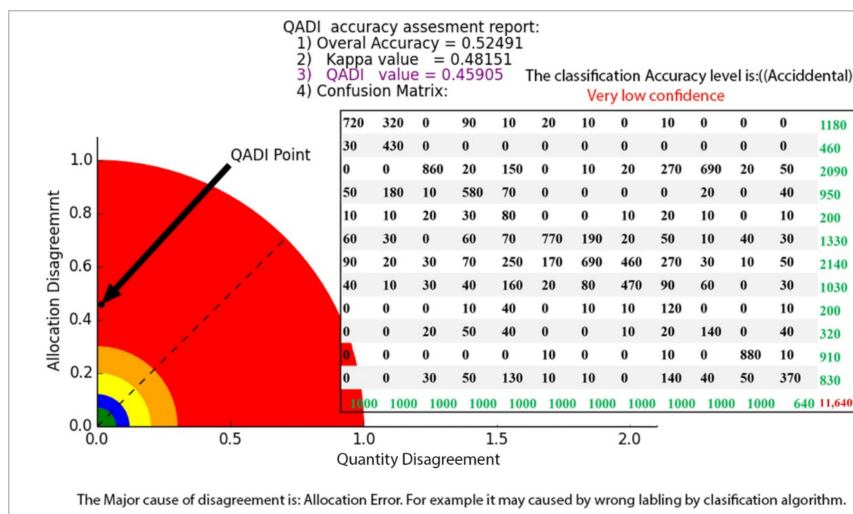 QADI accuracy assesment report:
1) Overal Accuracy = 0.52491
2) Kappa value = 0.48151
3) QADI value = 0.45905
The classification Accuracy level is:((Acciddental)
4) Confusion Matrix:
Very low confidence
720 320 0 90 10 20 10 0 10 0 0 0 1180
30 430 0 0 0 0 0 0 0 0 0 0 460
0 0 860 20 150 0 10 20 270 690 20 50 2090
50 180 10 580 70 0 0 0 0 20 0 40 950
10 10 20 30 80 0 0 10 20 10 0 10 200
60 30 0 60 70 770 190 20 50 10 40 30 1330
90 20 30 70 250 170 690 460 270 30 10 50 2140
40 10 30 40 160 20 80 470 90 60 0 30 1030
0 0 0 10 40 0 10 10 120 0 0 10 200
0 0 20 50 40 0 0 10 20 140 0 40 320
0 0 0 0 0 10 0 0 10 0 880 10 910
0 0 30 50 130 10 10 0 140 40 50 370 830
1000 1000 1000 1000 1000 1000 1000 1000 1000 1000 1000 640 11,640
QADI Point
Allocation Disagreemrnt
1.0
0.8
0.6
0.4
0.2
0.0
0.0 0.5 1.0 1.5 2.0
Quantity Disagreement
The Major cause of disagreement is: Allocation Error. For example it may caused by wrong labling by clasification algorithm.